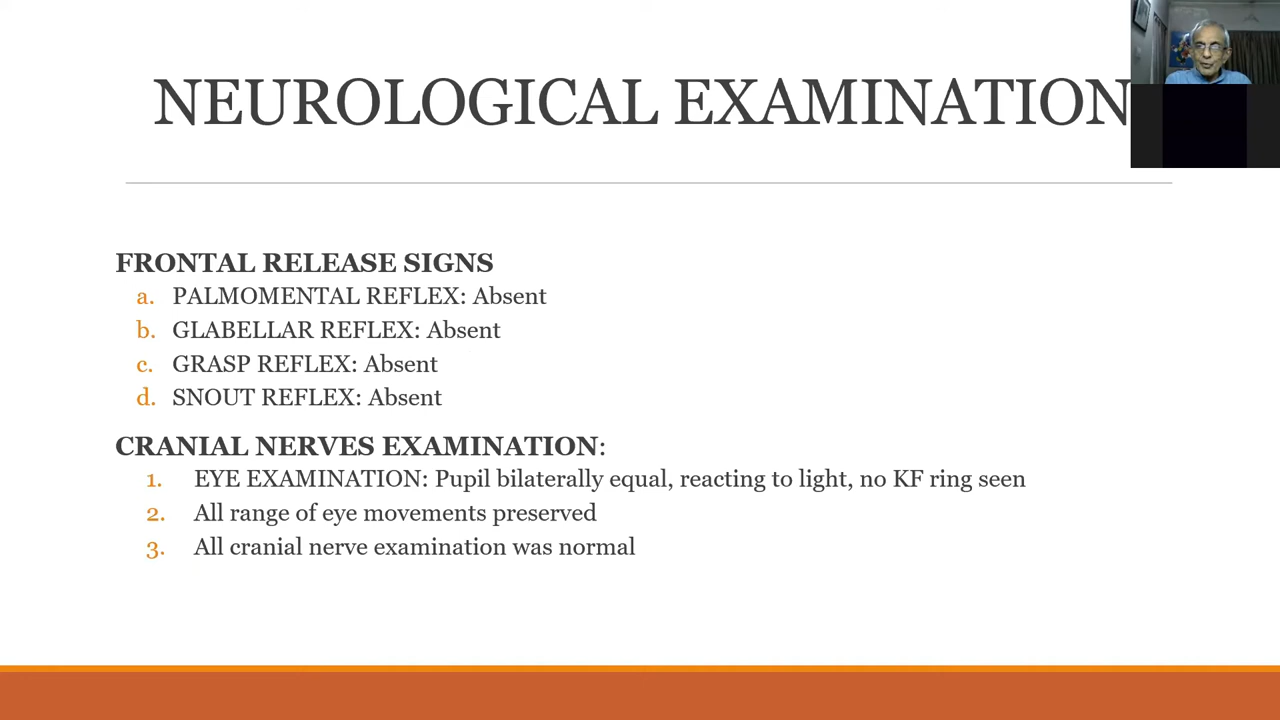 NEUROLOGICAL EXAMINATION
FRONTAL RELEASE SIGNS
a. PALMOMENTAL REFLEX: Absent
b. GLABELLAR REFLEX: Absent
c. GRASP REFLEX: Absent
d. SNOUT REFLEX: Absent
CRANIAL NERVES EXAMINATION:
1. EYE EXAMINATION: Pupil bilaterally equal, reacting to light, no KF ring seen
2. All range of eye movements preserved
3. All cranial nerve examination was normal